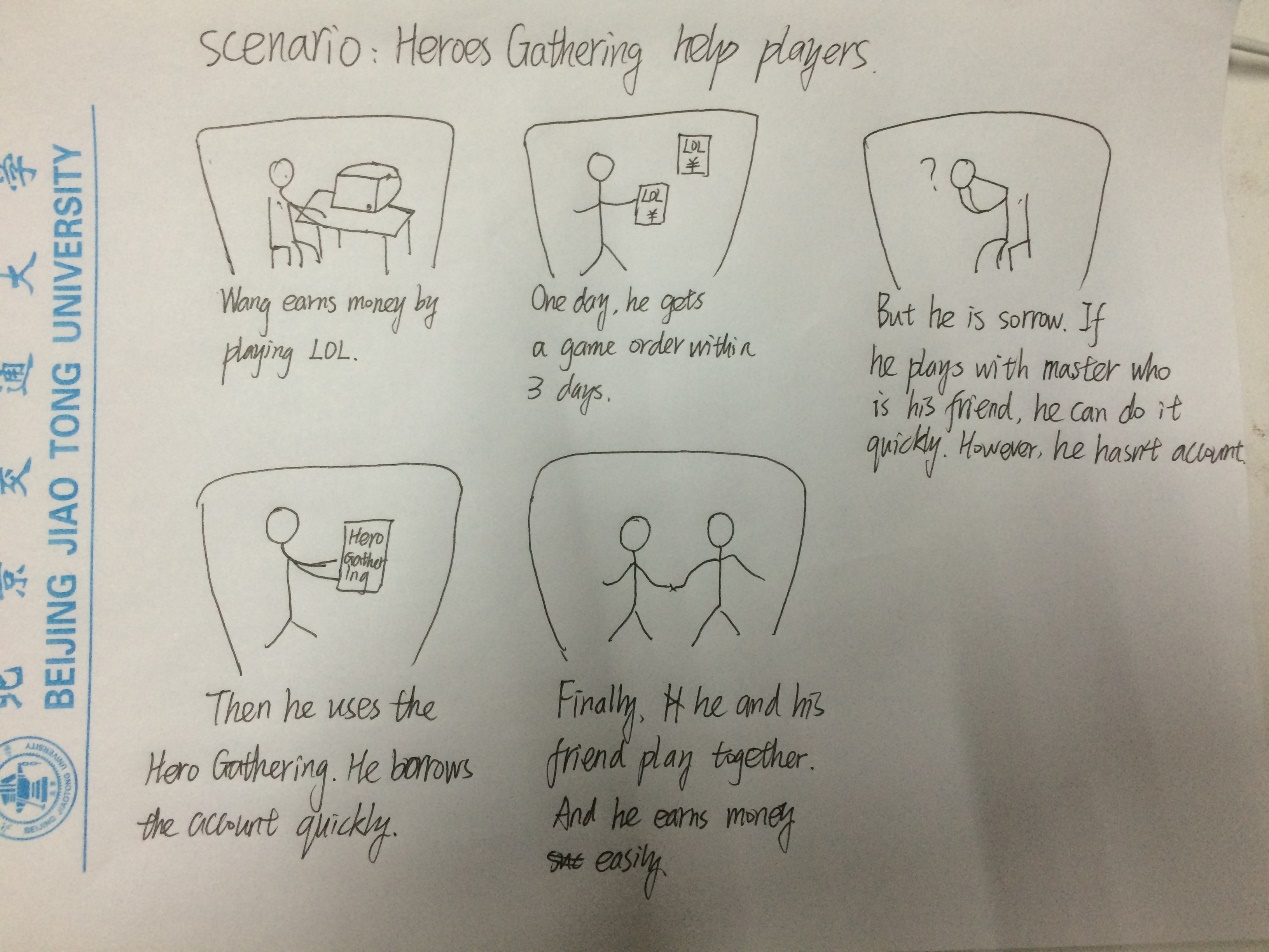 scenario: Heroes Gathering help players.
LOL
¥
LOL
¥
?
Wang earns money by
playing LOL.
One day, he gets
a game order within
3 days.
But he is sorrow. If
he plays with master who
is his friend, he can do it
quickly. However, he hasn't account.
Hero
Gather
ing
Then he uses the
Hero Gathering. He borrows
the account quickly.
Finally, he and his
friend play together.
And he earns money
easily.
北京交通大学
BEIJING JIAO TONG UNIVERSITY